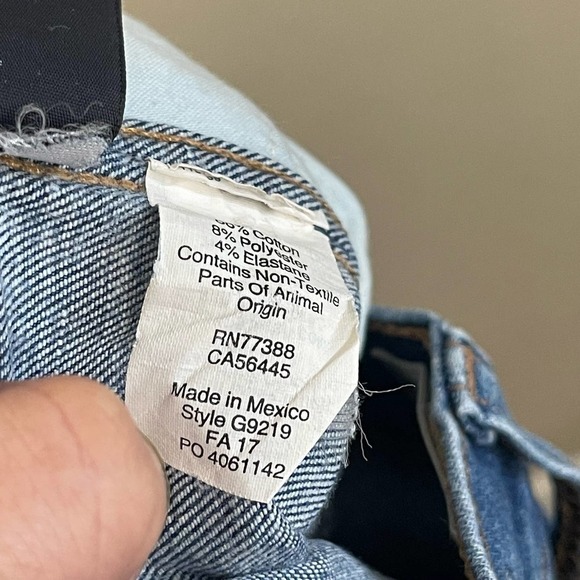 % Cotton
8% Polyester
4% Elastane
Contains Non-Textile
Parts Of Animal
Origin
RN77388
CA56445
Made in Mexico
Style G9219
FA 17
PO 4061142